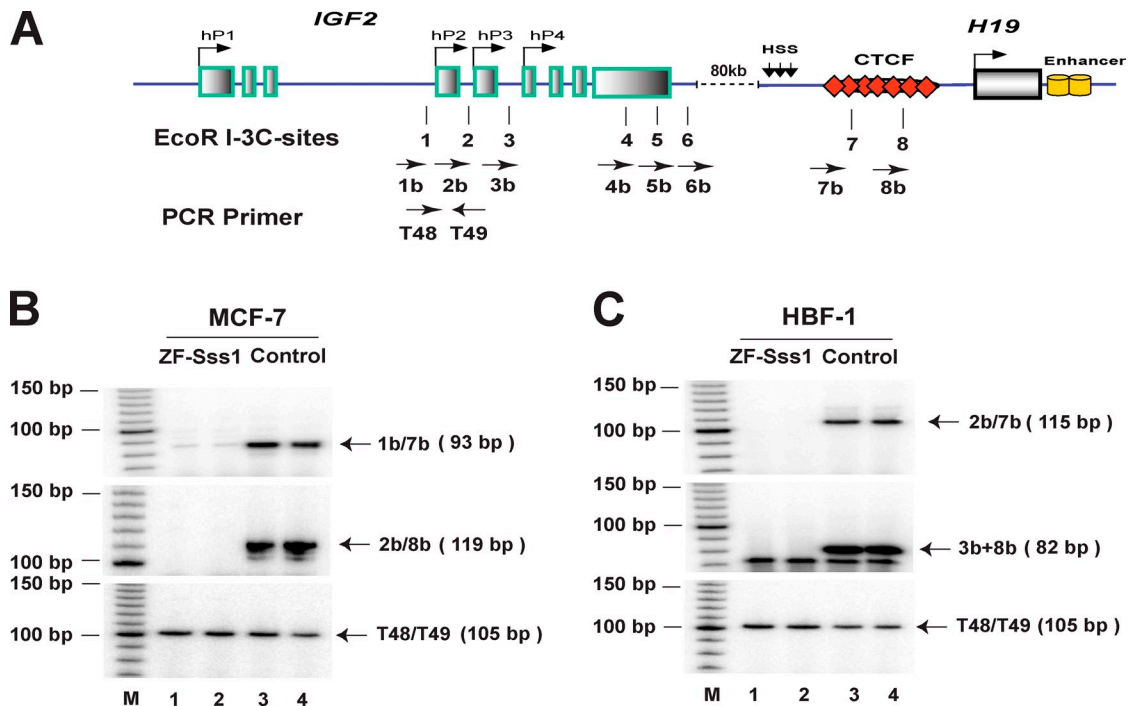 A
IGF2
H19
hP1
hP2
hP3
hP4
80kb
HSS
CTCF
Enhancer
EcoR I-3C-sites
1 2 3 4 5 6 7 8
1b 2b 3b 4b 5b 6b 7b 8b
PCR Primer
T48 T49
B
MCF-7
ZF-Sss1 Control
150 bp
100 bp
1b/7b ( 93 bp )
150 bp
2b/8b ( 119 bp )
100 bp
150 bp
100 bp
T48/T49 (105 bp )
M 1 2 3 4
C
HBF-1
ZF-Sss1 Control
150 bp
2b/7b ( 115 bp )
100 bp
150 bp
100 bp
3b+8b ( 82 bp )
150 bp
100 bp
T48/T49 (105 bp )
M 1 2 3 4